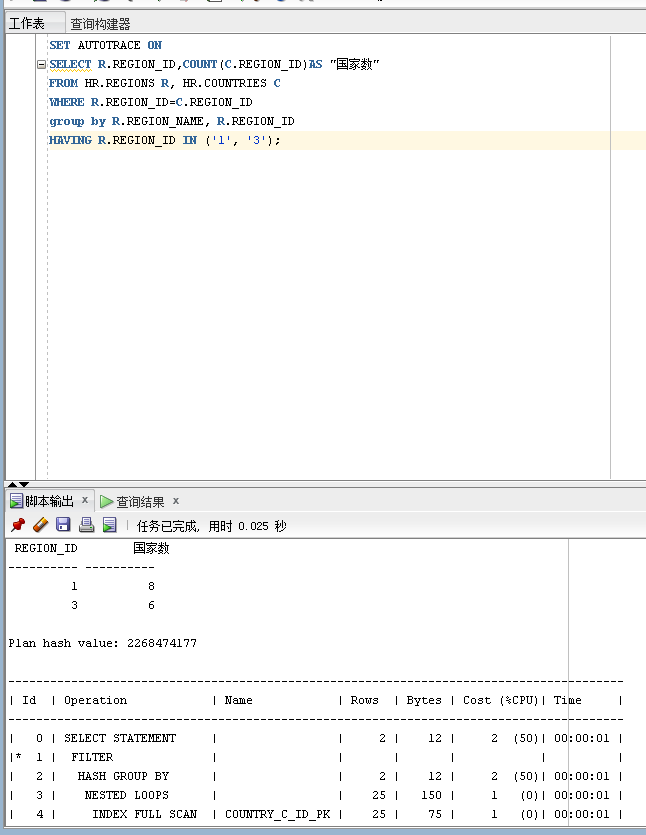 工作表 查询构建器
SET AUTOTRACE ON
SELECT R.REGION_ID,COUNT(C.REGION_ID)AS "国家数"
FROM HR.REGIONS R, HR.COUNTRIES C
WHERE R.REGION_ID=C.REGION_ID
group by R.REGION_NAME, R.REGION_ID
HAVING R.REGION_ID IN ('1', '3');
脚本输出 x 查询结果 x
任务已完成, 用时 0.025 秒
REGION_ID 国家数
---------- ----------
1 8
3 6
Plan hash value: 2268474177
----------------------------------------------------------------------------------------
| Id | Operation | Name | Rows | Bytes | Cost (%CPU)| Time |
----------------------------------------------------------------------------------------
| 0 | SELECT STATEMENT | | 2 | 12 | 2 (50)| 00:00:01 |
|* 1 | FILTER | | | | | |
| 2 | HASH GROUP BY | | 2 | 12 | 2 (50)| 00:00:01 |
| 3 | NESTED LOOPS | | 25 | 150 | 1 (0)| 00:00:01 |
| 4 | INDEX FULL SCAN | COUNTRY_C_ID_PK | 25 | 75 | 1 (0)| 00:00:01 |